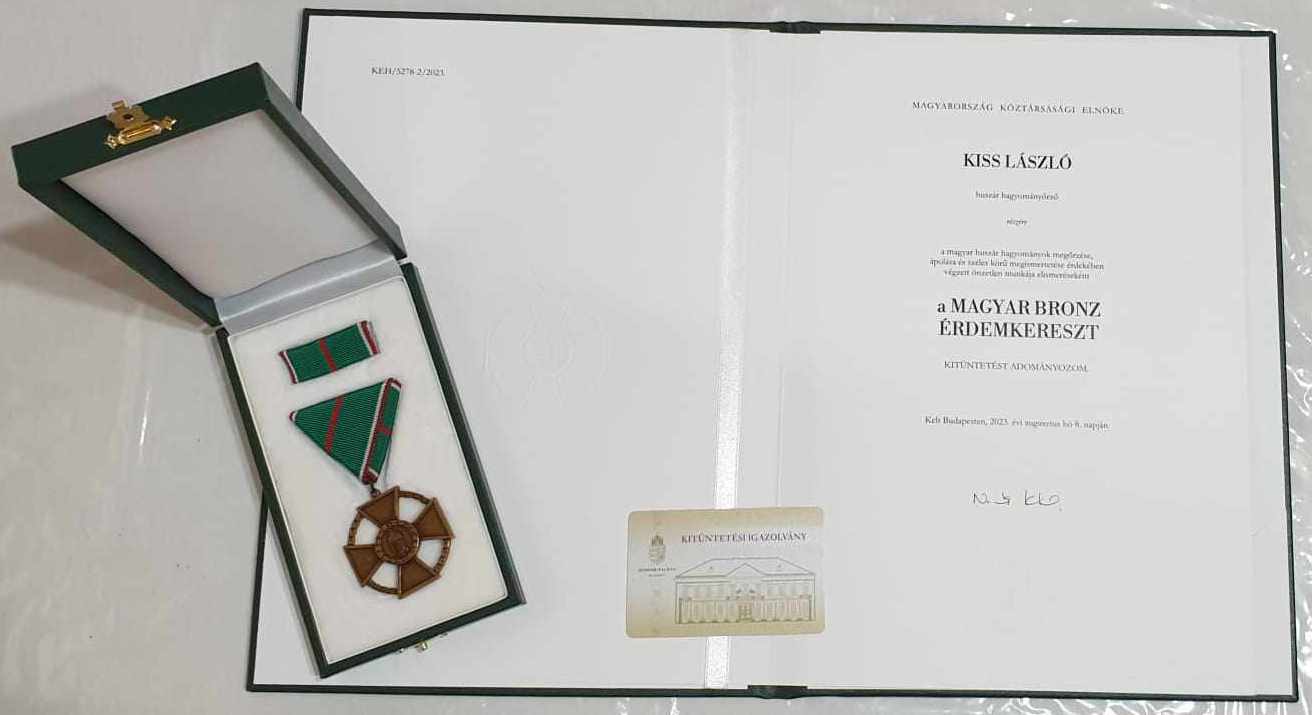 KEH/5278-2/2023.
MAGYARORSZÁG KÖZTÁRSASÁGI ELNÖKE
KISS LÁSZLÓ
huszár hagyományőrző
részére
a magyar huszár hagyományok megőrzése,
ápolása és széles körű megismertetése érdekében
végzett önzetlen munkája elismeréseként
a MAGYAR BRONZ
ÉRDEMKERESZT
KITÜNTETÉST ADOMÁNYOZOM.
Kelt Budapesten, 2023. évi augusztus hó 8. napján.
KITÜNTETÉSI IGAZOLVÁNY